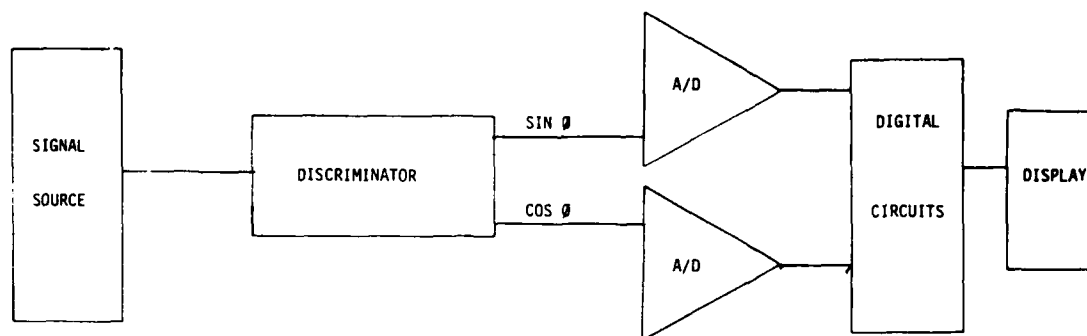 SIGNAL
SOURCE
DISCRIMINATOR
SIN Ø
COS Ø
A/D
A/D
DIGITAL
CIRCUITS
DISPLAY